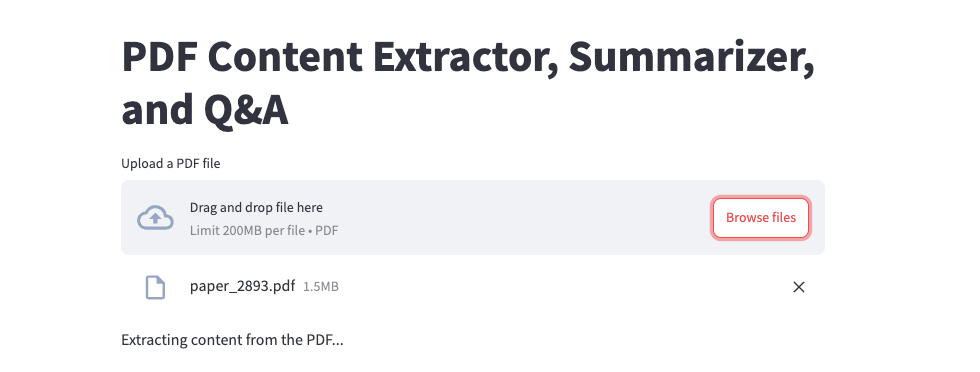 PDF Content Extractor, Summarizer,
and Q&A
Upload a PDF file
Drag and drop file here
Limit 200MB per file • PDF
Browse files
paper_2893.pdf 1.5MB
Extracting content from the PDF...